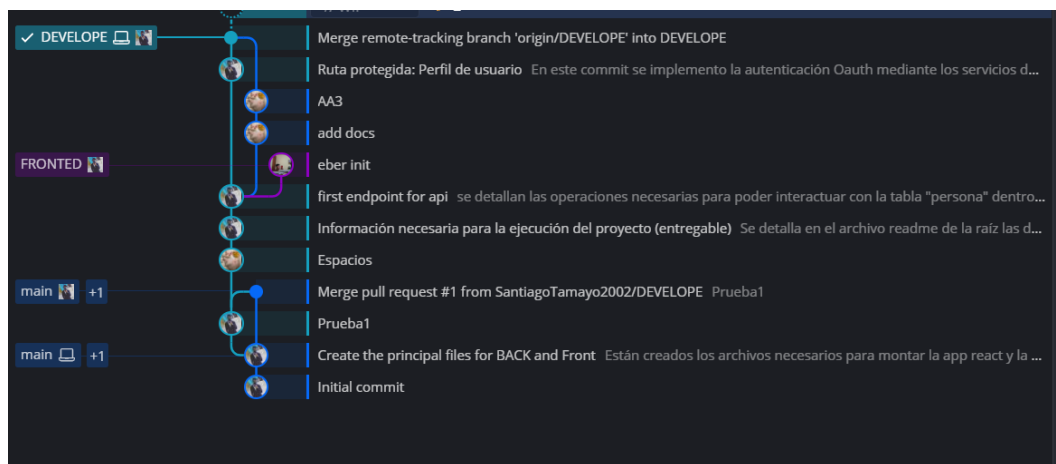 DEVELOPE Merge remote-tracking branch 'origin/DEVELOPE' into DEVELOPE
Ruta protegida: Perfil de usuario En este commit se implemento la autenticación Oauth mediante los servicios d...
AA3
add docs
FRONTED eber init
first endpoint for api se detallan las operaciones necesarias para poder interactuar con la tabla "persona" dentro...
Información necesaria para la ejecución del proyecto (entregable) Se detalla en el archivo readme de la raíz las d...
Espacios
main +1 Merge pull request #1 from SantiagoTamayo2002/DEVELOPE Prueba1
Prueba1
main +1 Create the principal files for BACK and Front Están creados los archivos necesarios para montar la app react y la ...
Initial commit